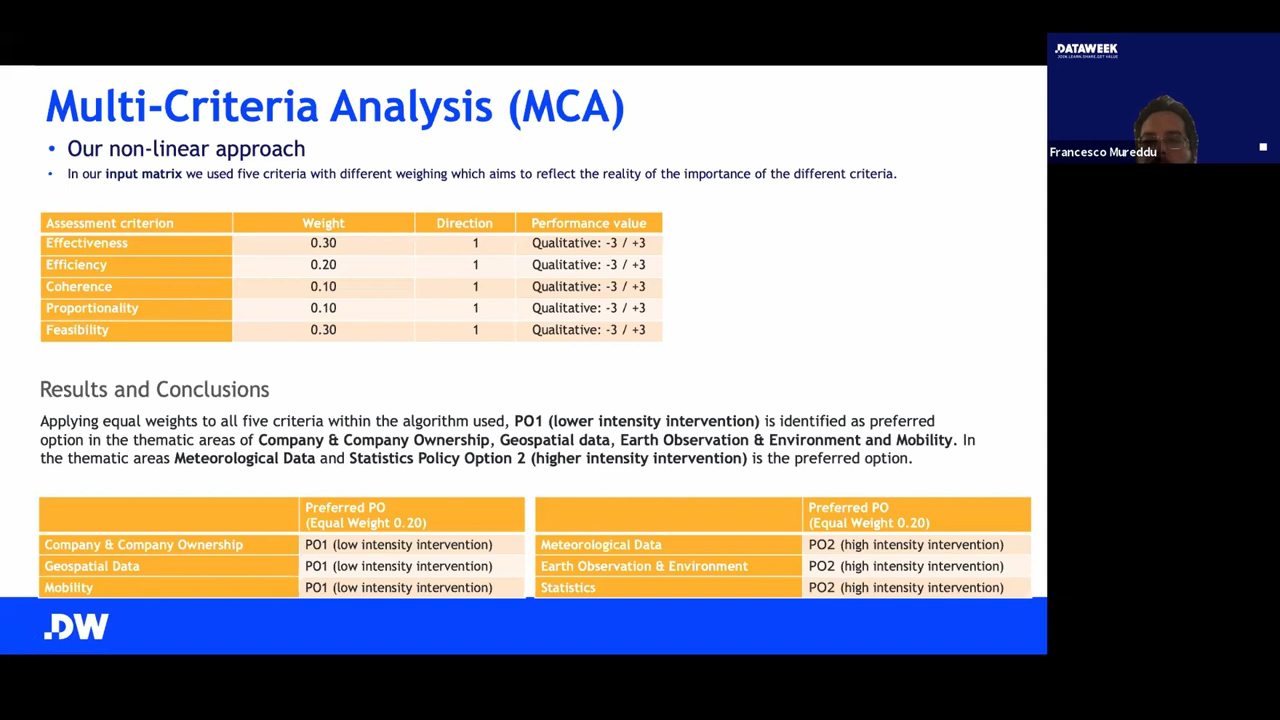 Multi-Criteria Analysis (MCA)
• Our non-linear approach
• In our input matrix we used five criteria with different weighing which aims to reflect the reality of the importance of the different criteria.
Assessment criterion Weight Direction Performance value
Effectiveness 0.30 1 Qualitative: -3 / +3
Efficiency 0.20 1 Qualitative: -3 / +3
Coherence 0.10 1 Qualitative: -3 / +3
Proportionality 0.10 1 Qualitative: -3 / +3
Feasibility 0.30 1 Qualitative: -3 / +3
Results and Conclusions
Applying equal weights to all five criteria within the algorithm used, PO1 (lower intensity intervention) is identified as preferred
option in the thematic areas of Company & Company Ownership, Geospatial data, Earth Observation & Environment and Mobility. In
the thematic areas Meteorological Data and Statistics Policy Option 2 (higher intensity intervention) is the preferred option.
Preferred PO
(Equal Weight 0.20)
Company & Company Ownership PO1 (low intensity intervention)
Geospatial Data PO1 (low intensity intervention)
Mobility PO1 (low intensity intervention)
Preferred PO
(Equal Weight 0.20)
Meteorological Data PO2 (high intensity intervention)
Earth Observation & Environment PO2 (high intensity intervention)
Statistics PO2 (high intensity intervention)
.DW
.DATAWEEK
JOIN.LEARN.SHARE.GET VALUE
Francesco Mureddu